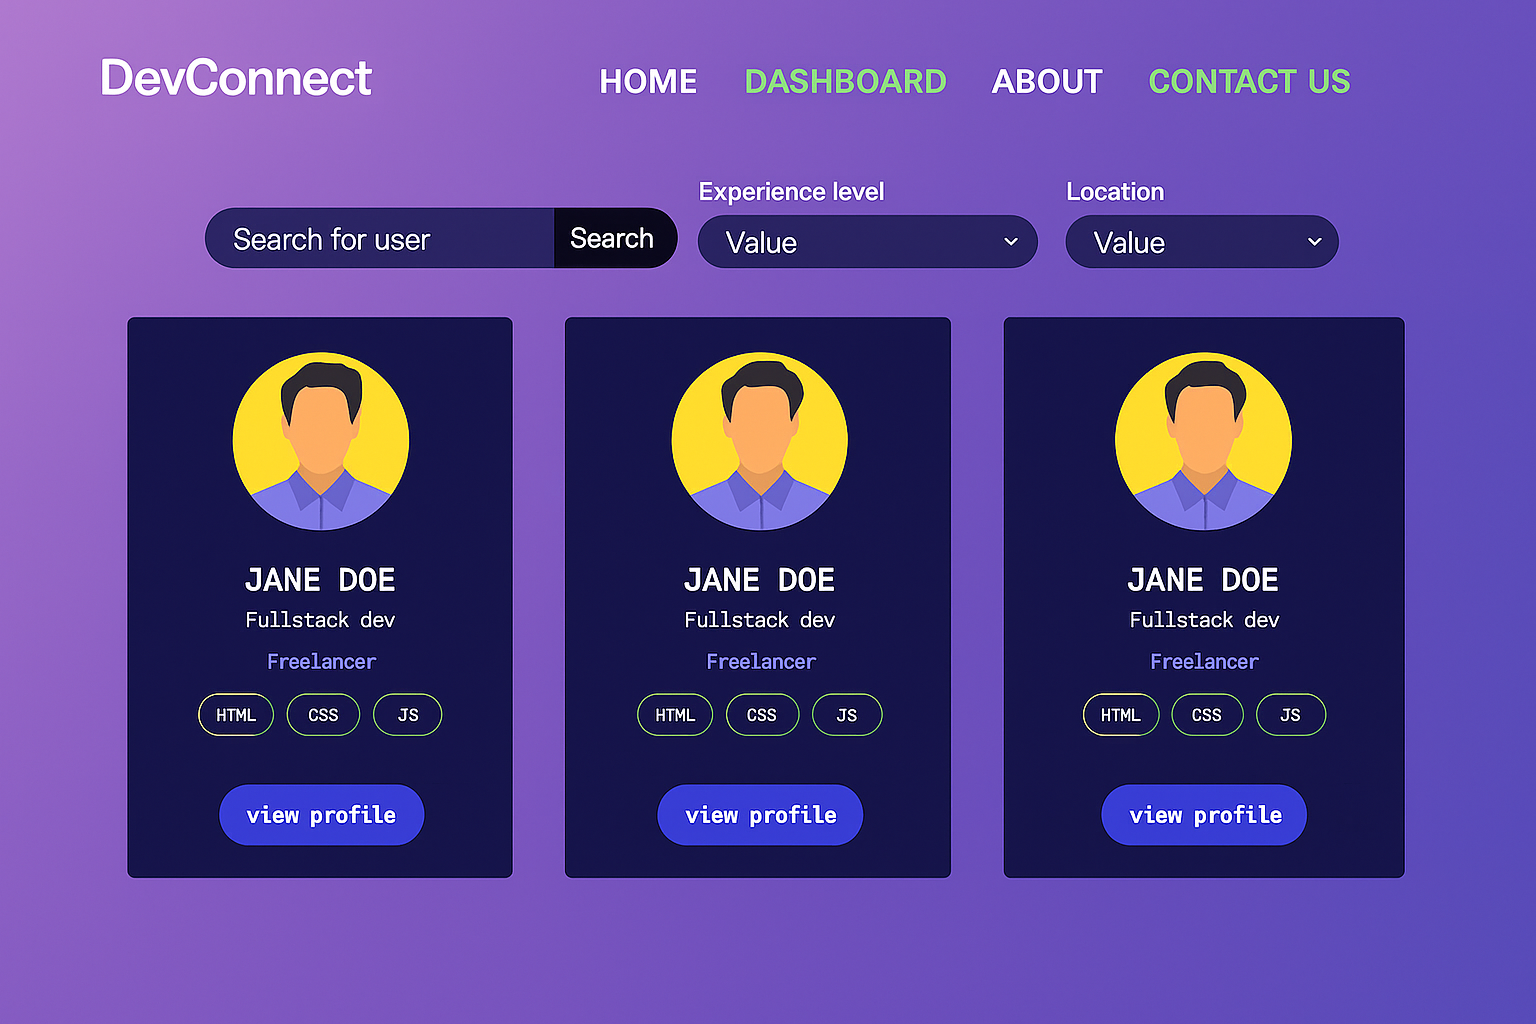 DevConnect
HOME DASHBOARD ABOUT CONTACT US
Experience level
Location
Search for user
Search
Value
Value
JANE DOE
Fullstack dev
Freelancer
HTML CSS JS
view profile
JANE DOE
Fullstack dev
Freelancer
HTML CSS JS
view profile
JANE DOE
Fullstack dev
Freelancer
HTML CSS JS
view profile